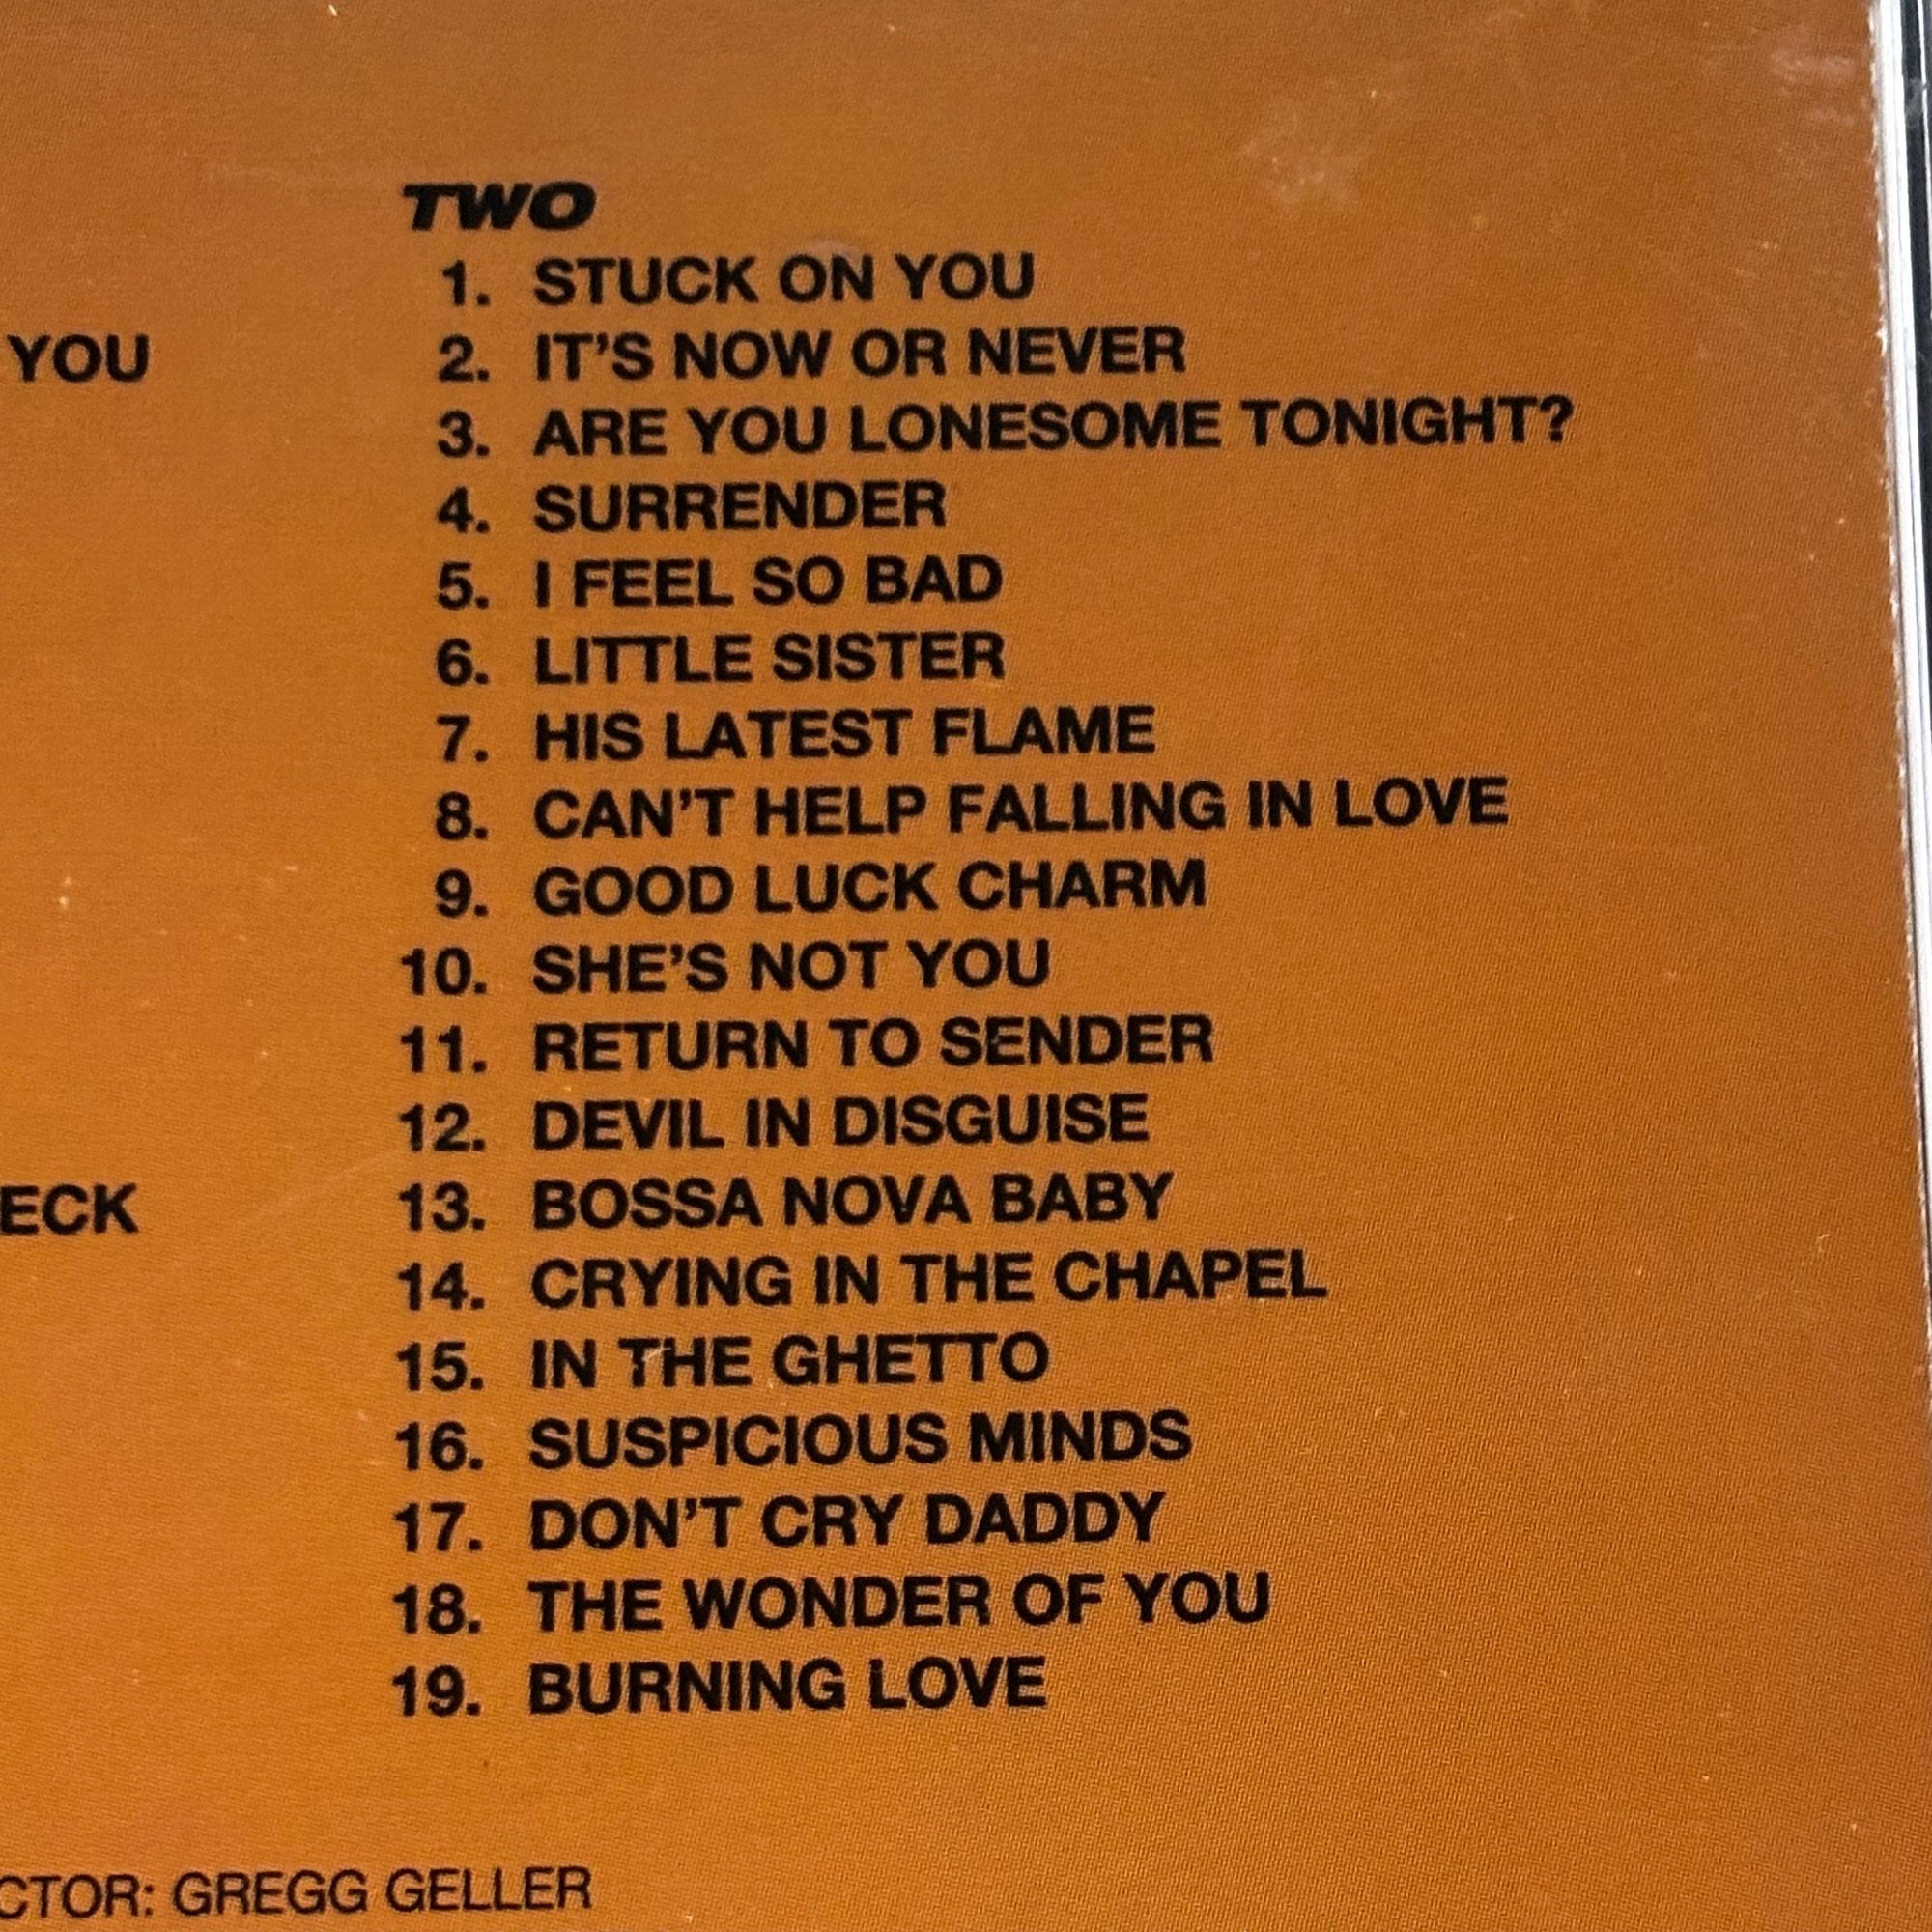 TWO
1. STUCK ON YOU
YOU
2. IT'S NOW OR NEVER
3. ARE YOU LONESOME TONIGHT?
4. SURRENDER
5. I FEEL SO BAD
6. LITTLE SISTER
7. HIS LATEST FLAME
8. CAN'T HELP FALLING IN LOVE
9. GOOD LUCK CHARM
10. SHE'S NOT YOU
11. RETURN TO SENDER
12. DEVIL IN DISGUISE
ECK
13. BOSSA NOVA BABY
14. CRYING IN THE CHAPEL
15. IN THE GHETTO
16. SUSPICIOUS MINDS
17. DON'T CRY DADDY
18. THE WONDER OF YOU
19. BURNING LOVE
CTOR: GREGG GELLER